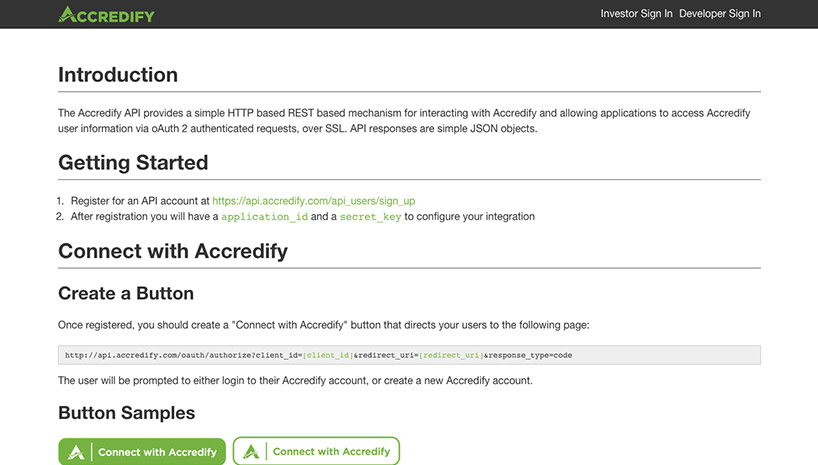 ACCREDIFY
Investor Sign In Developer Sign In
Introduction
The Accredify API provides a simple HTTP based REST based mechanism for interacting with Accredify and allowing applications to access Accredify
user information via oAuth 2 authenticated requests, over SSL. API responses are simple JSON objects.
Getting Started
1. Register for an API account at https://api.accredify.com/api_users/sign_up
2. After registration you will have a application_id and a secret_key to configure your integration
Connect with Accredify
Create a Button
Once registered, you should create a "Connect with Accredify" button that directs your users to the following page:
http://api.accredify.com/oauth/authorize?client_id=[client_id]&redirect_uri=[redirect_uri]&response_type=code
The user will be prompted to either login to their Accredify account, or create a new Accredify account.
Button Samples
Connect with Accredify
Connect with Accredify